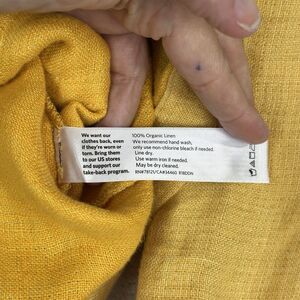 We want our
clothes back, even
if they're worn or
torn. Bring them
to our US stores
and support our
take-back program.
100% Organic Linen
We recommend hand wash,
only use non-chlorine bleach if needed.
Line dry.
Use warm iron if needed.
May be dry cleaned.
RN#78121/CA#34460 R18DDN